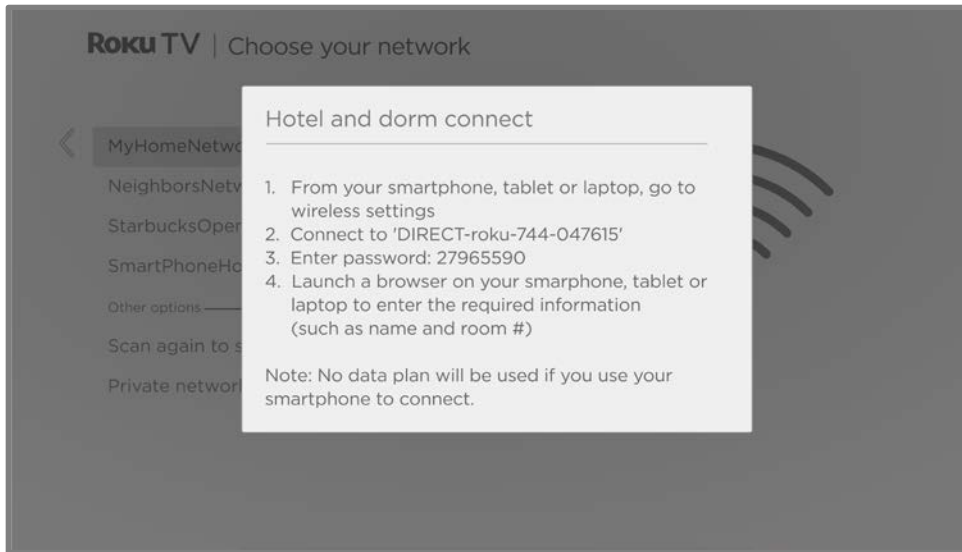 Roku TV | Choose your network
Hotel and dorm connect
1. From your smartphone, tablet or laptop, go to
wireless settings
2. Connect to 'DIRECT-roku-744-047615'
3. Enter password: 27965590
4. Launch a browser on your smarphone, tablet or
laptop to enter the required information
(such as name and room #)
Note: No data plan will be used if you use your
smartphone to connect.
MyHomeNetwo
NeighborsNetw
StarbucksOper
SmartPhoneHo
Other options
Scan again to s
Private networ